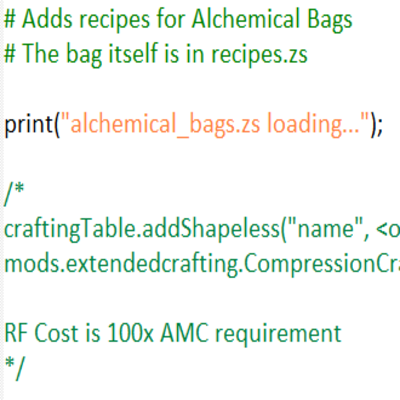 # Adds recipes for Alchemical Bags
# The bag itself is in recipes.zs
print("alchemical_bags.zs loading...");
/*
craftingTable.addShapeless("name", <o
mods.extendedcrafting.CompressionCra
RF Cost is 100x AMC requirement
*/